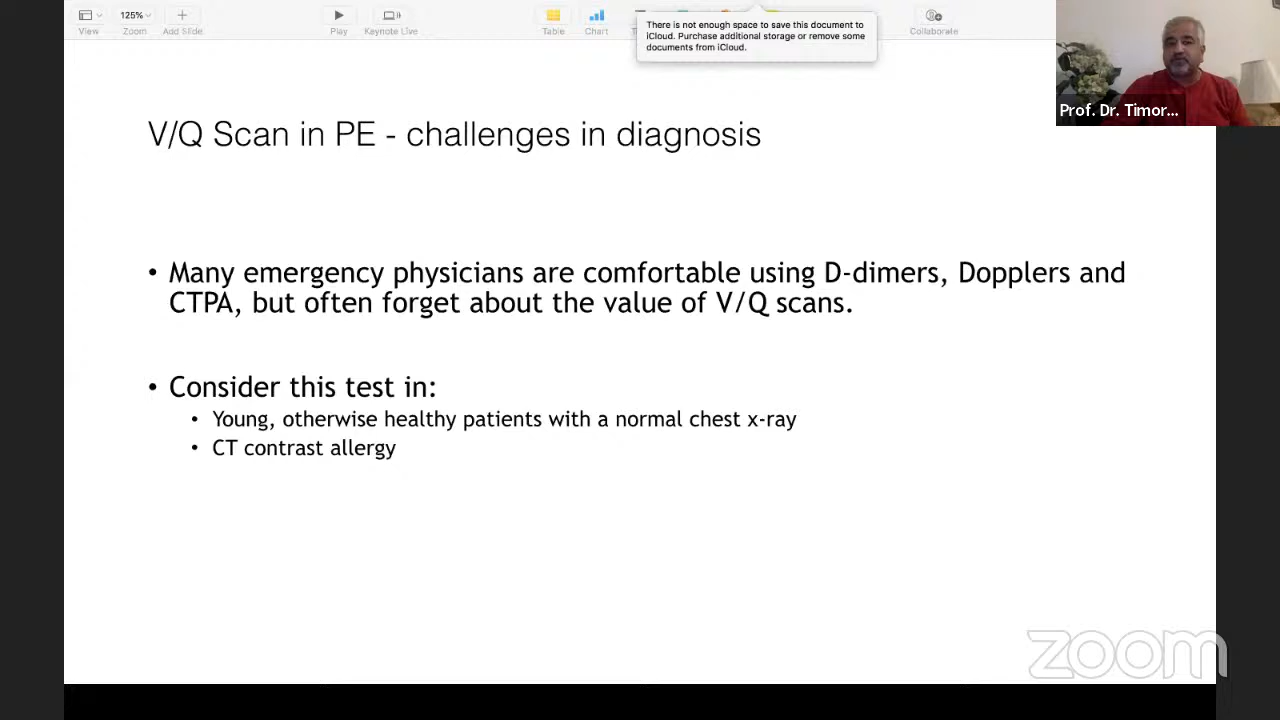 125%
View
Zoom
Add Slide
Play
Keynote Live
Table
Chart
Collaborate
There is not enough space to save this document to
iCloud. Purchase additional storage or remove some
documents from iCloud.
Prof. Dr. Timor...
V/Q Scan in PE - challenges in diagnosis
• Many emergency physicians are comfortable using D-dimers, Dopplers and
CTPA, but often forget about the value of V/Q scans.
• Consider this test in:
• Young, otherwise healthy patients with a normal chest x-ray
• CT contrast allergy
zoom